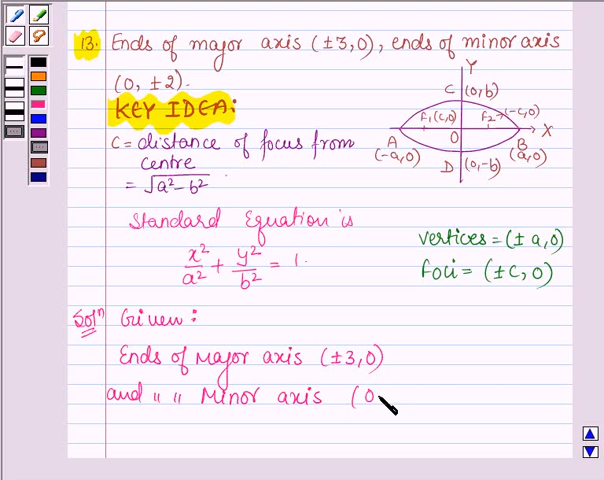 13. Ends of major axis (±3,0), ends of minor axis
(0, ±2).
KEY IDEA:
C = distance of focus from
centre
= √a²-b²
Y
C (0,b)
F₁(C,0) F₂→(-C,0)
O X
A B
(-a,0) (a,0)
D (0,-b)
Standard Equation is
x²/a² + y²/b² = 1.
vertices = (±a,0)
foci = (±c,0)
Solⁿ Given:
Ends of Major axis (±3,0)
and " " Minor axis (0